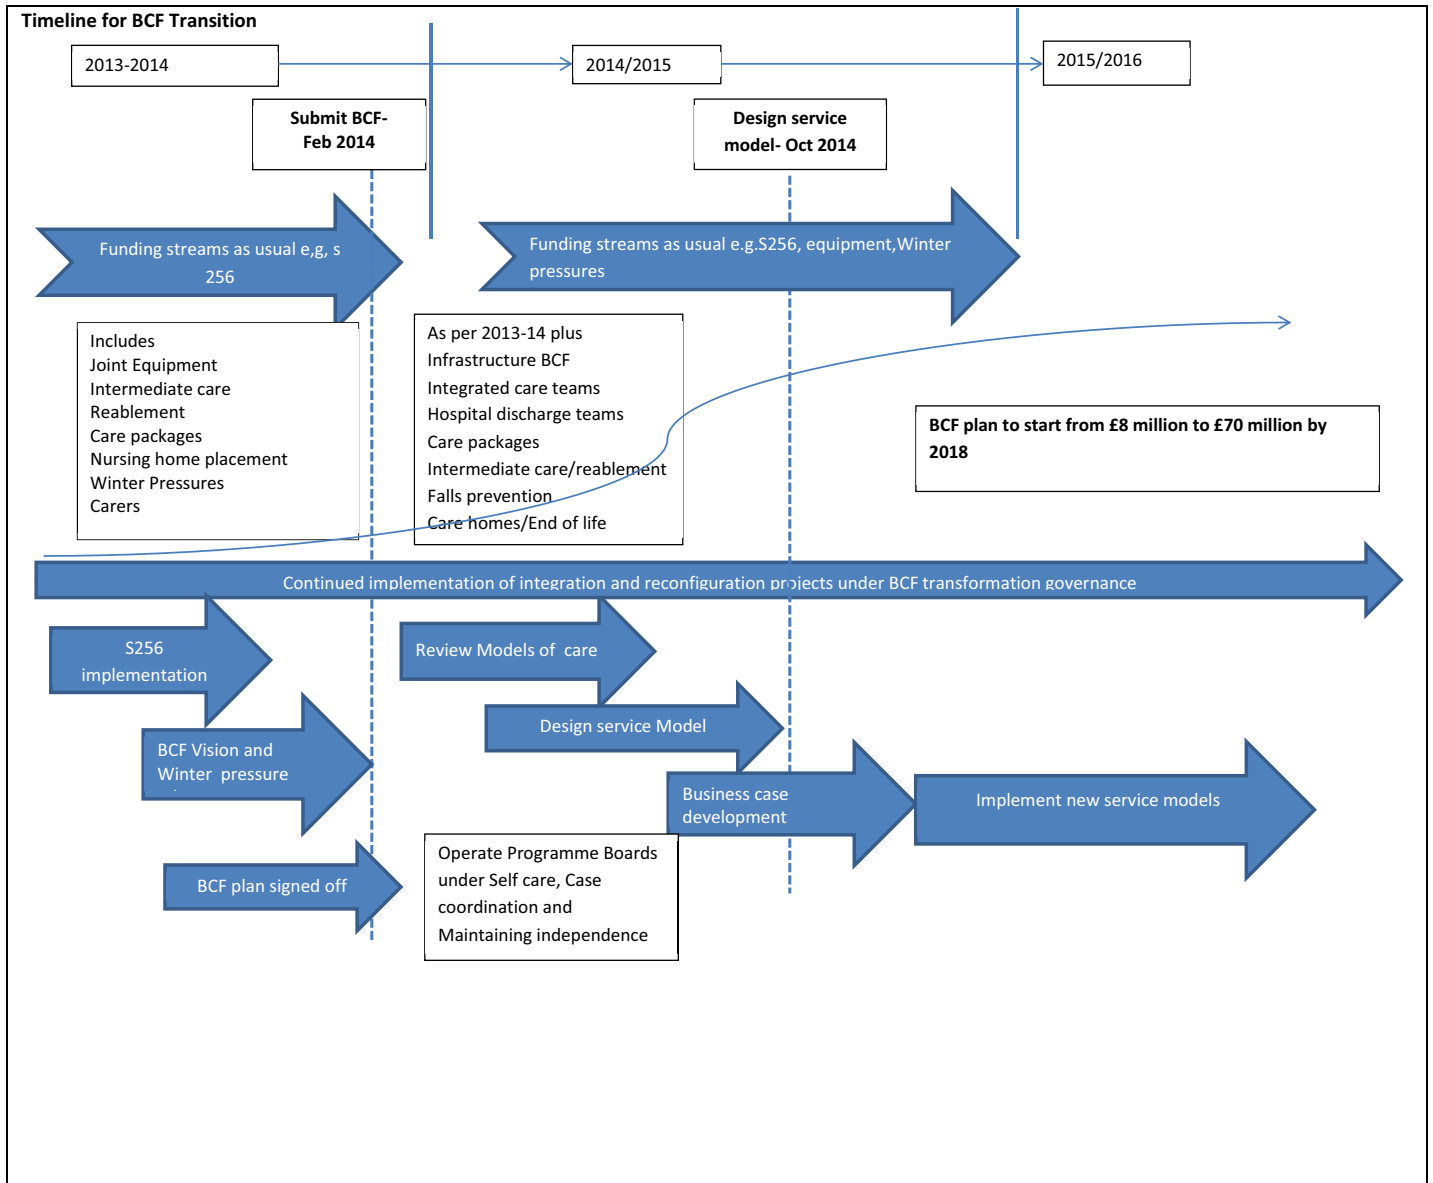 Timeline for BCF Transition
2013-2014
2014/2015
2015/2016
Submit BCF-
Feb 2014
Design service
model- Oct 2014
Funding streams as usual e,g, s
256
Funding streams as usual e.g.S256, equipment,Winter
pressures
Includes
Joint Equipment
Intermediate care
Reablement
Care packages
Nursing home placement
Winter Pressures
Carers
As per 2013-14 plus
Infrastructure BCF
Integrated care teams
Hospital discharge teams
Care packages
Intermediate care/reablement
Falls prevention
Care homes/End of life
BCF plan to start from £8 million to £70 million by
2018
Continued implementation of integration and reconfiguration projects under BCF transformation governance
S256
implementation
Review Models of care
BCF Vision and
Winter pressure
Design service Model
Business case
development
Implement new service models
BCF plan signed off
Operate Programme Boards
under Self care, Case
coordination and
Maintaining independence